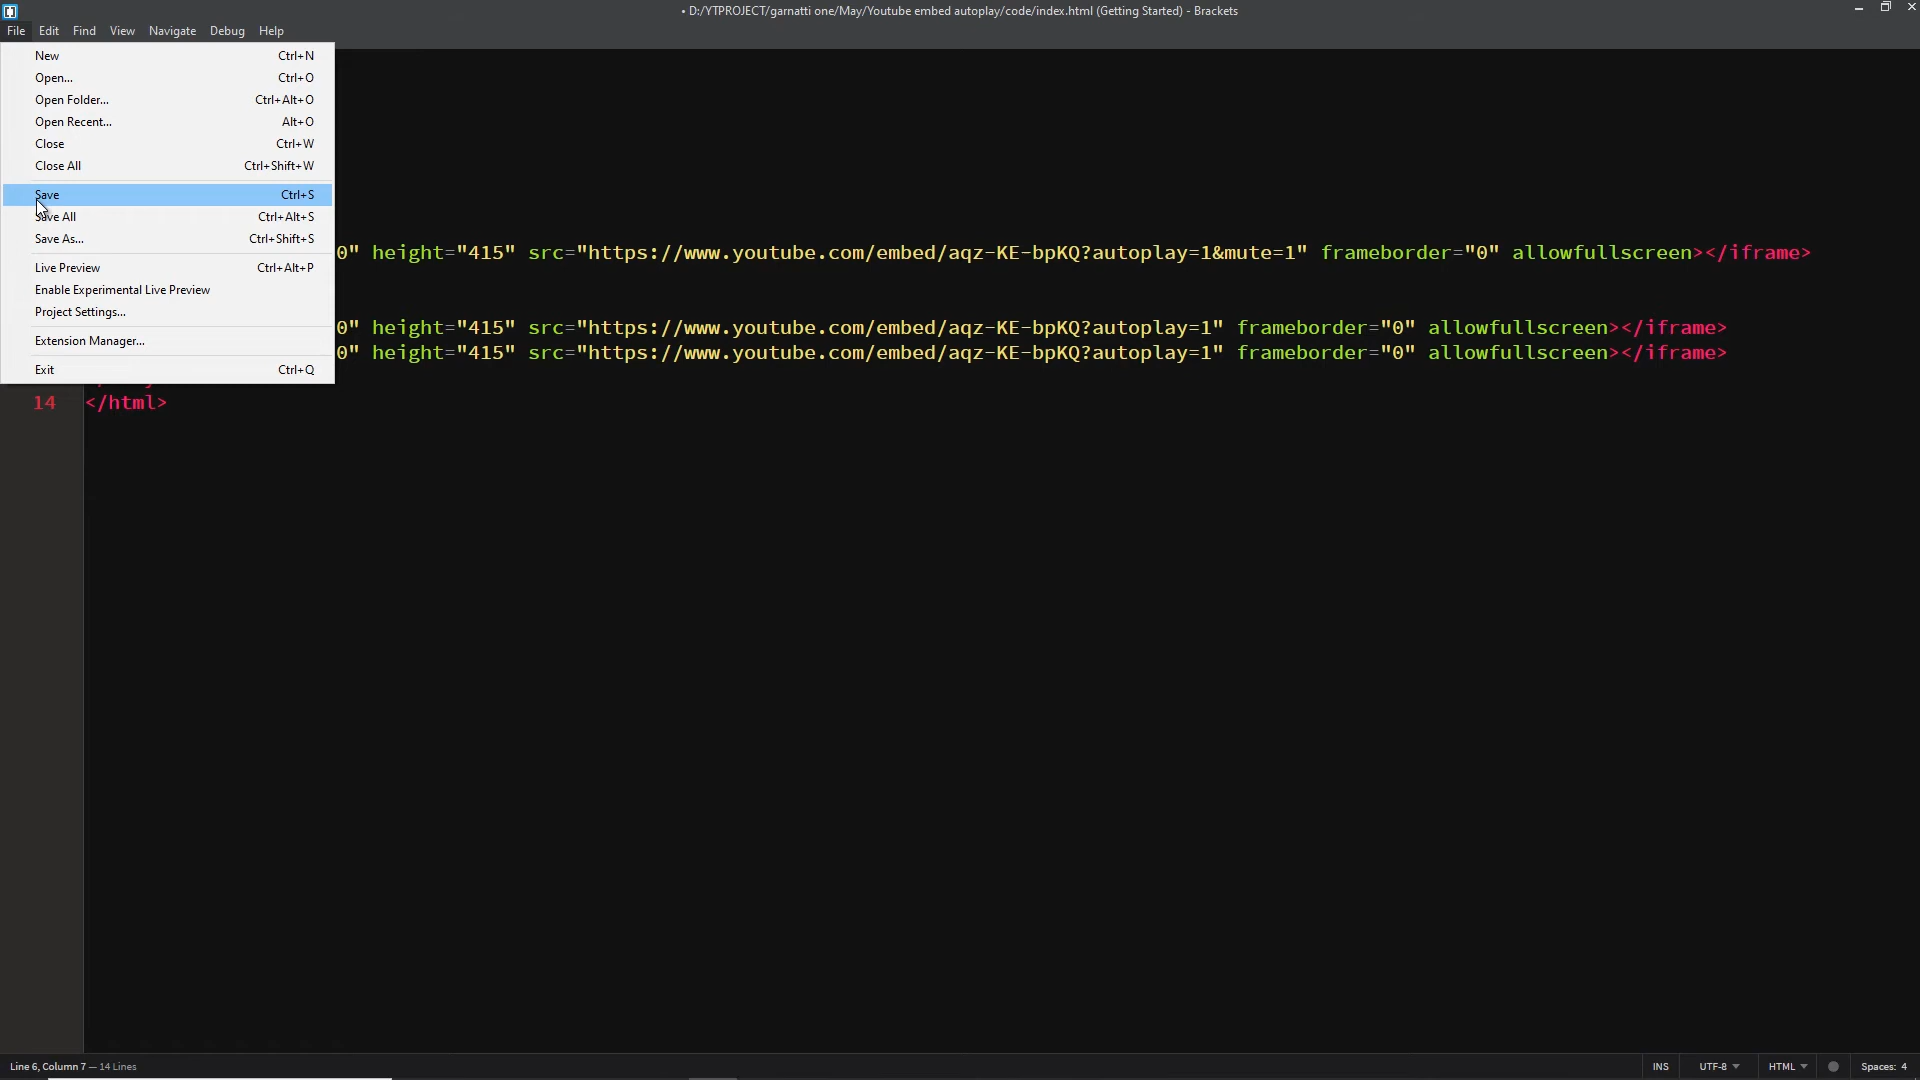 • D:/YTPROJECT/garnatti one/May/Youtube embed autoplay/code/index.html (Getting Started) - Brackets
File Edit Find View Navigate Debug Help
New Ctrl+N
Open... Ctrl+O
Open Folder... Ctrl+Alt+O
Open Recent... Alt+O
Close Ctrl+W
Close All Ctrl+Shift+W
Save Ctrl+S
Save All Ctrl+Alt+S
Save As... Ctrl+Shift+S
Live Preview Ctrl+Alt+P
Enable Experimental Live Preview
Project Settings...
Extension Manager...
Exit Ctrl+Q
0" height="415" src="https://www.youtube.com/embed/aqz-KE-bpKQ?autoplay=1&mute=1" frameborder="0" allowfullscreen></iframe>
0" height="415" src="https://www.youtube.com/embed/aqz-KE-bpKQ?autoplay=1" frameborder="0" allowfullscreen></iframe>
0" height="415" src="https://www.youtube.com/embed/aqz-KE-bpKQ?autoplay=1" frameborder="0" allowfullscreen></iframe>
14 </html>
Line 6, Column 7 — 14 Lines INS UTF-8 HTML Spaces: 4